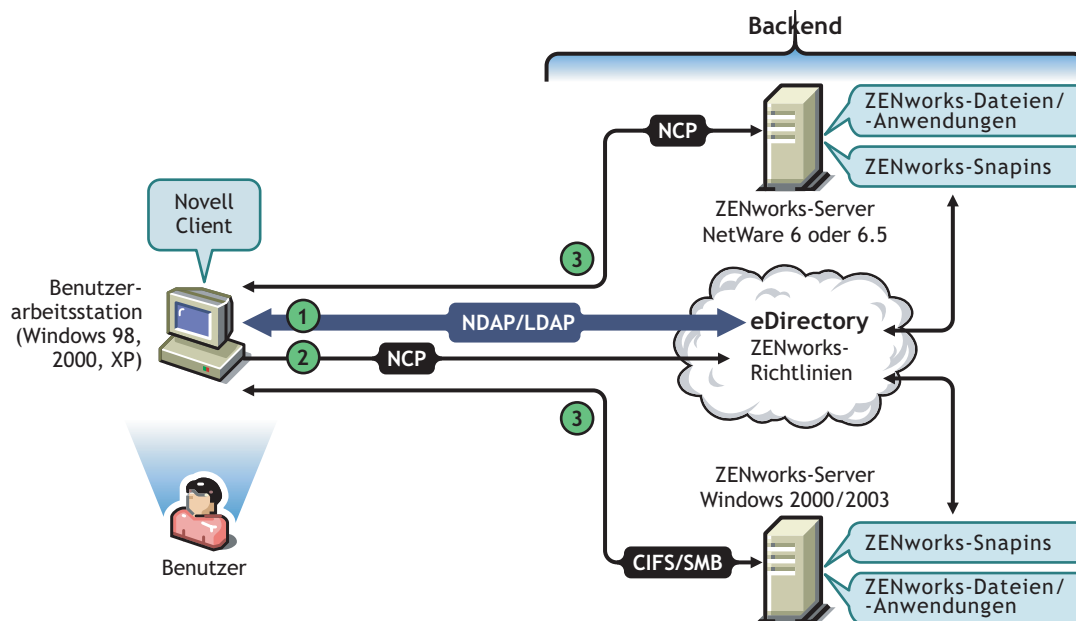 Backend
ZENworks-Dateien/
-Anwendungen
NCP
ZENworks-Snapins
Novell
Client
ZENworks-Server
NetWare 6 oder 6.5
3
Benutzer-
arbeitsstation
(Windows 98,
2000, XP)
1
NDAP/LDAP
eDirectory
ZENworks-
Richtlinien
2
NCP
3
ZENworks-Server
Windows 2000/2003
ZENworks-Snapins
CIFS/SMB
Benutzer
ZENworks-Dateien/
-Anwendungen